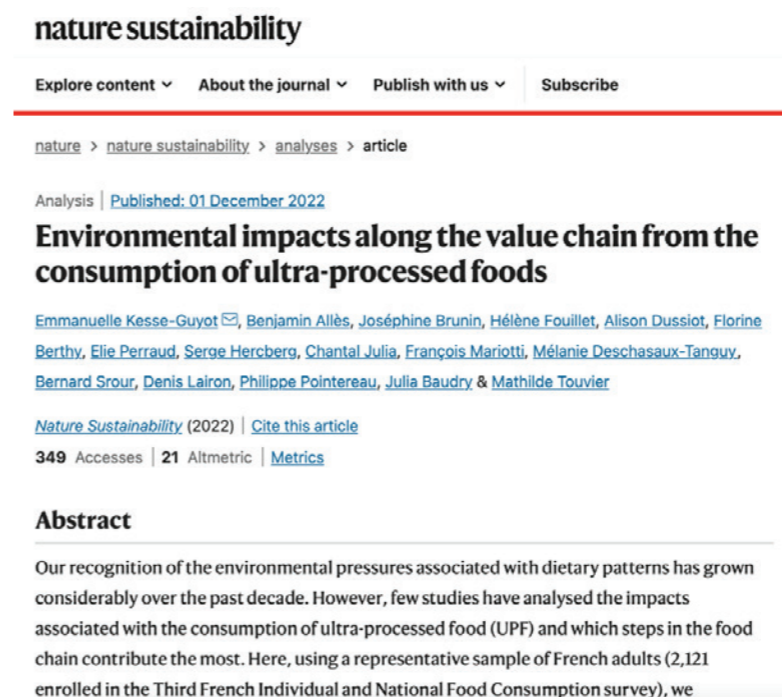 nature sustainability
Explore content About the journal Publish with us Subscribe
nature > nature sustainability > analyses > article
Analysis | Published: 01 December 2022
Environmental impacts along the value chain from the
consumption of ultra-processed foods
Emmanuelle Kesse-Guyot, Benjamin Allès, Joséphine Brunin, Hélène Fouillet, Alison Dussiot, Florine
Berthy, Elie Perraud, Serge Hercberg, Chantal Julia, François Mariotti, Mélanie Deschasaux-Tanguy,
Bernard Srour, Denis Lairon, Philippe Pointereau, Julia Baudry & Mathilde Touvier
Nature Sustainability (2022) | Cite this article
349 Accesses | 21 Altmetric | Metrics
Abstract
Our recognition of the environmental pressures associated with dietary patterns has grown
considerably over the past decade. However, few studies have analysed the impacts
associated with the consumption of ultra-processed food (UPF) and which steps in the food
chain contribute the most. Here, using a representative sample of French adults (2,121
enrolled in the Third French Individual and National Food Consumption survey), we